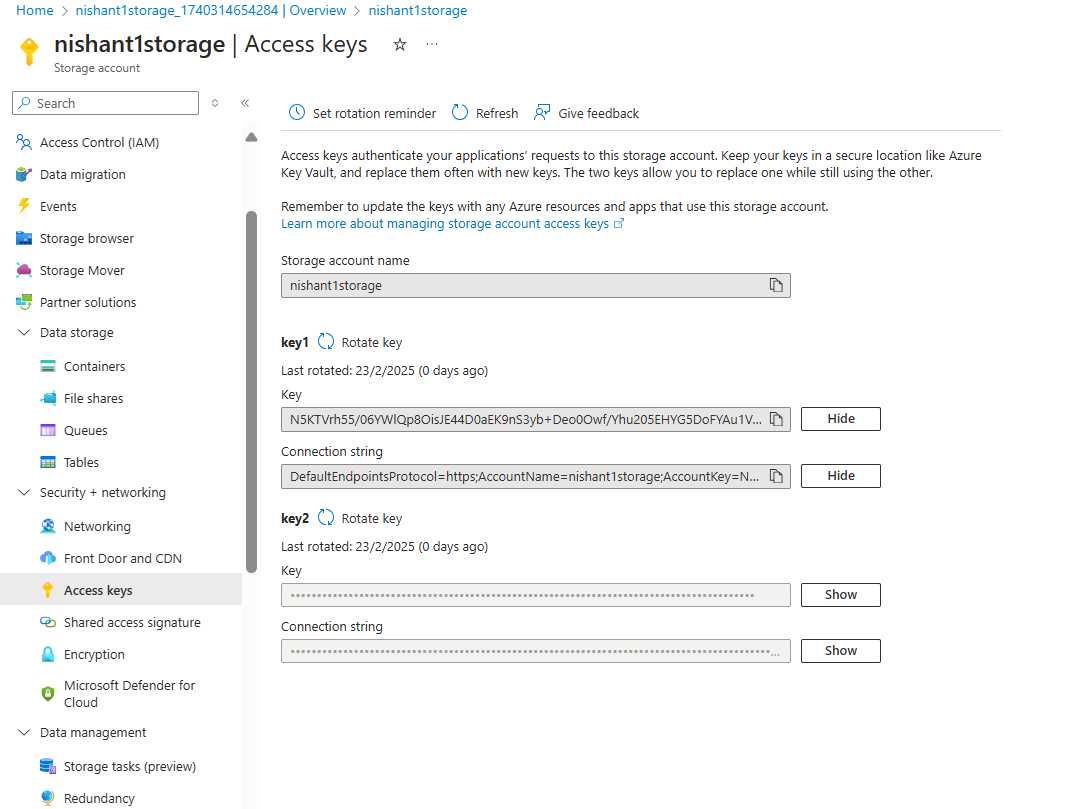 Home > nishant1storage_1740314654284 | Overview > nishant1storage
nishant1storage | Access keys
Storage account
Search
Set rotation reminder
Refresh
Give feedback
Access Control (IAM)
Data migration
Events
Storage browser
Storage Mover
Partner solutions
Data storage
Containers
File shares
Queues
Tables
Security + networking
Networking
Front Door and CDN
Access keys
Shared access signature
Encryption
Microsoft Defender for
Cloud
Data management
Storage tasks (preview)
Redundancy
Access keys authenticate your applications' requests to this storage account. Keep your keys in a secure location like Azure
Key Vault, and replace them often with new keys. The two keys allow you to replace one while still using the other.
Remember to update the keys with any Azure resources and apps that use this storage account.
Learn more about managing storage account access keys
Storage account name
nishant1storage
key1 Rotate key
Last rotated: 23/2/2025 (0 days ago)
Key
N5KTVrh55/06YWlQp8OisJE44D0aEK9nS3yb+Deo0Owf/Yhu205EHYG5DoFYAu1V... Hide
Connection string
DefaultEndpointsProtocol=https;AccountName=nishant1storage;AccountKey=N... Hide
key2 Rotate key
Last rotated: 23/2/2025 (0 days ago)
Key
Show
Connection string
Show